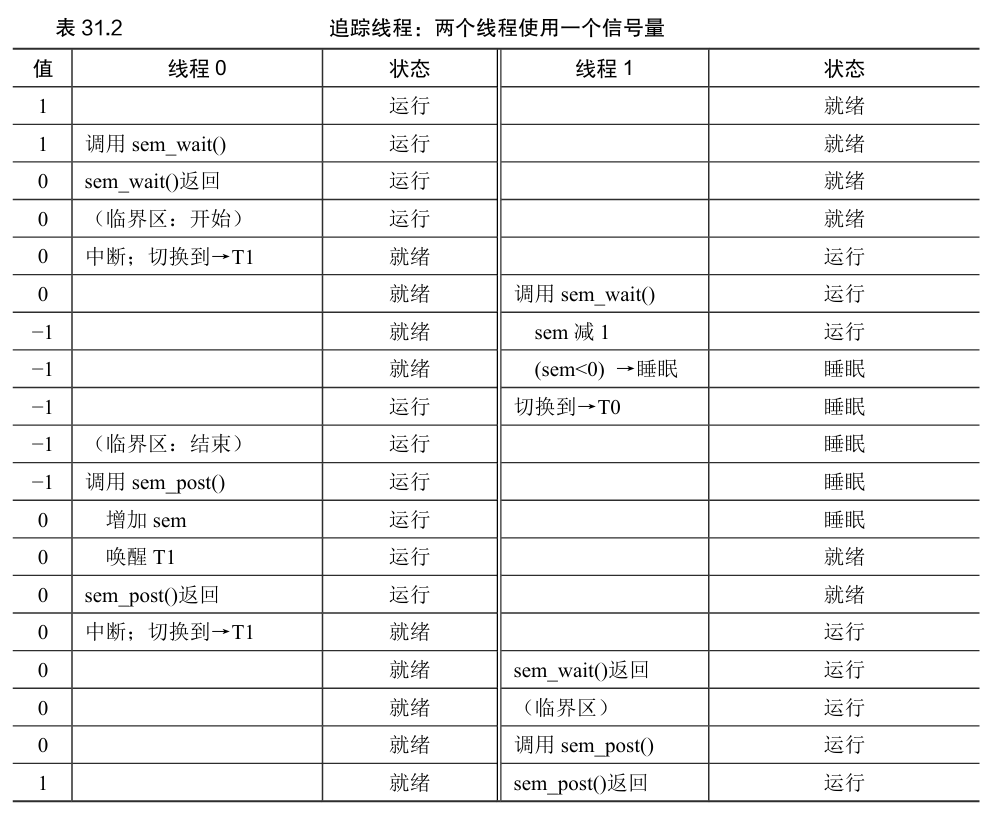 表 31.2 追踪线程：两个线程使用一个信号量
值 线程 0 状态 线程 1 状态
1 运行 就绪
1 调用 sem_wait() 运行 就绪
0 sem_wait()返回 运行 就绪
0 （临界区：开始） 运行 就绪
0 中断；切换到→T1 就绪 运行
0 就绪 调用 sem_wait() 运行
−1 就绪 sem 减 1 运行
−1 就绪 (sem<0) →睡眠 睡眠
−1 运行 切换到→T0 睡眠
−1 （临界区：结束） 运行 睡眠
−1 调用 sem_post() 运行 睡眠
0 增加 sem 运行 睡眠
0 唤醒 T1 运行 就绪
0 sem_post()返回 运行 就绪
0 中断；切换到→T1 就绪 运行
0 就绪 sem_wait()返回 运行
0 就绪 （临界区） 运行
0 就绪 调用 sem_post() 运行
1 就绪 sem_post()返回 运行